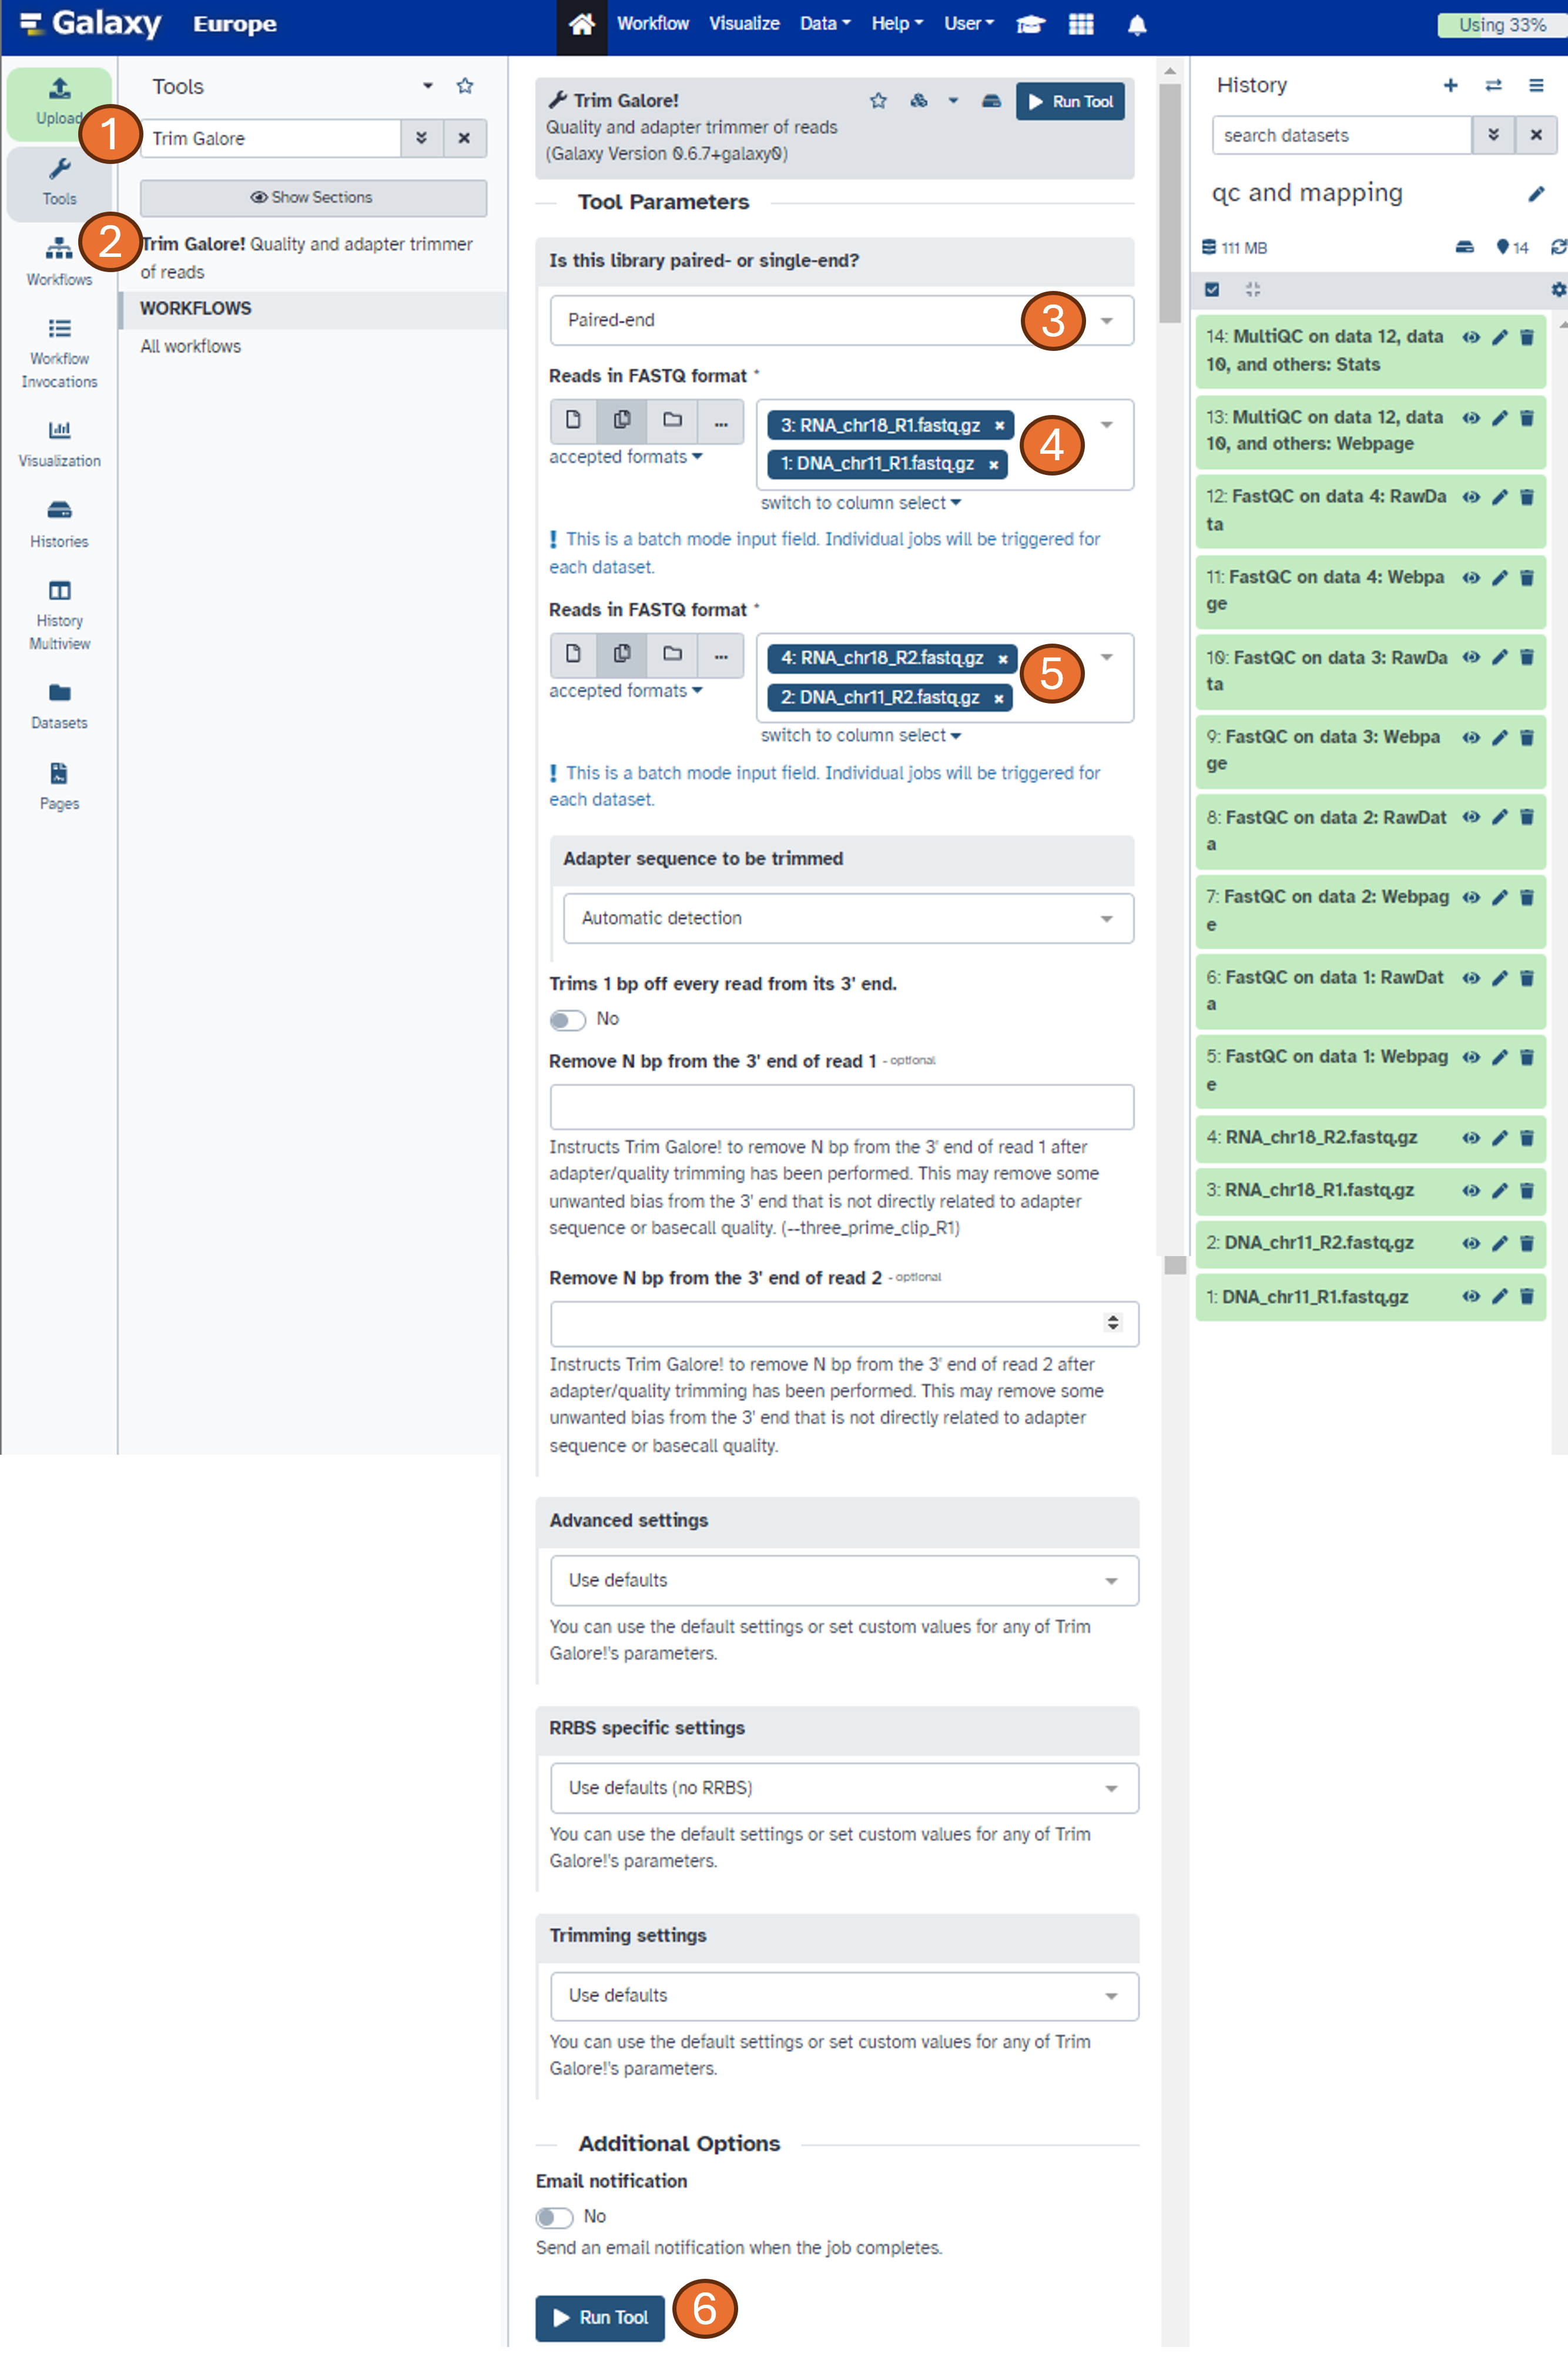 Galaxy Europe
Workflow Visualize Data Help User
Using 33%
Upload
Tools
Workflows
Workflow
Invocations
Visualization
Histories
History
Multiview
Datasets
Pages
Tools
1
Trim Galore
Show Sections
2
Trim Galore! Quality and adapter trimmer
of reads
WORKFLOWS
All workflows
Trim Galore!
Run Tool
Quality and adapter trimmer of reads
(Galaxy Version 0.6.7+galaxy0)
Tool Parameters
Is this library paired- or single-end?
Paired-end
3
Reads in FASTQ format *
...
accepted formats
3: RNA_chr18_R1.fastq.gz ×
1: DNA_chr11_R1.fastq.gz ×
4
switch to column select
! This is a batch mode input field. Individual jobs will be triggered for
each dataset.
Reads in FASTQ format *
...
accepted formats
4: RNA_chr18_R2.fastq.gz ×
2: DNA_chr11_R2.fastq.gz ×
5
switch to column select
! This is a batch mode input field. Individual jobs will be triggered for
each dataset.
Adapter sequence to be trimmed
Automatic detection
Trims 1 bp off every read from its 3' end.
No
Remove N bp from the 3' end of read 1 - optional
Instructs Trim Galore! to remove N bp from the 3' end of read 1 after
adapter/quality trimming has been performed. This may remove some
unwanted bias from the 3' end that is not directly related to adapter
sequence or basecall quality. (--three_prime_clip_R1)
Remove N bp from the 3' end of read 2 - optional
Instructs Trim Galore! to remove N bp from the 3' end of read 2 after
adapter/quality trimming has been performed. This may remove some
unwanted bias from the 3' end that is not directly related to adapter
sequence or basecall quality.
Advanced settings
Use defaults
You can use the default settings or set custom values for any of Trim
Galore!'s parameters.
RRBS specific settings
Use defaults (no RRBS)
You can use the default settings or set custom values for any of Trim
Galore!'s parameters.
Trimming settings
Use defaults
You can use the default settings or set custom values for any of Trim
Galore!'s parameters.
Additional Options
Email notification
No
Send an email notification when the job completes.
Run Tool
6
History
search datasets
qc and mapping
111 MB
14
14: MultiQC on data 12, data
10, and others: Stats
13: MultiQC on data 12, data
10, and others: Webpage
12: FastQC on data 4: RawDa
ta
11: FastQC on data 4: Webpa
ge
10: FastQC on data 3: RawDa
ta
9: FastQC on data 3: Webpa
ge
8: FastQC on data 2: RawDat
a
7: FastQC on data 2: Webpag
e
6: FastQC on data 1: RawDat
a
5: FastQC on data 1: Webpag
e
4: RNA_chr18_R2.fastq.gz
3: RNA_chr18_R1.fastq.gz
2: DNA_chr11_R2.fastq.gz
1: DNA_chr11_R1.fastq.gz